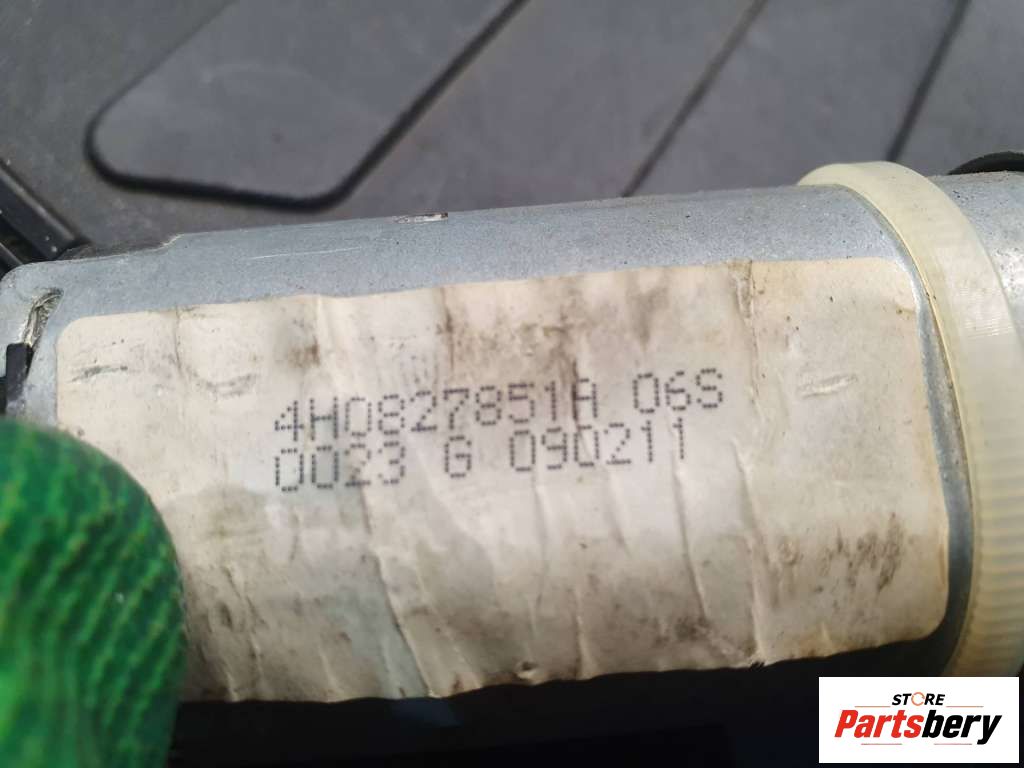 4H0827851A 06S
0023 G 090211
STORE
Partsbery